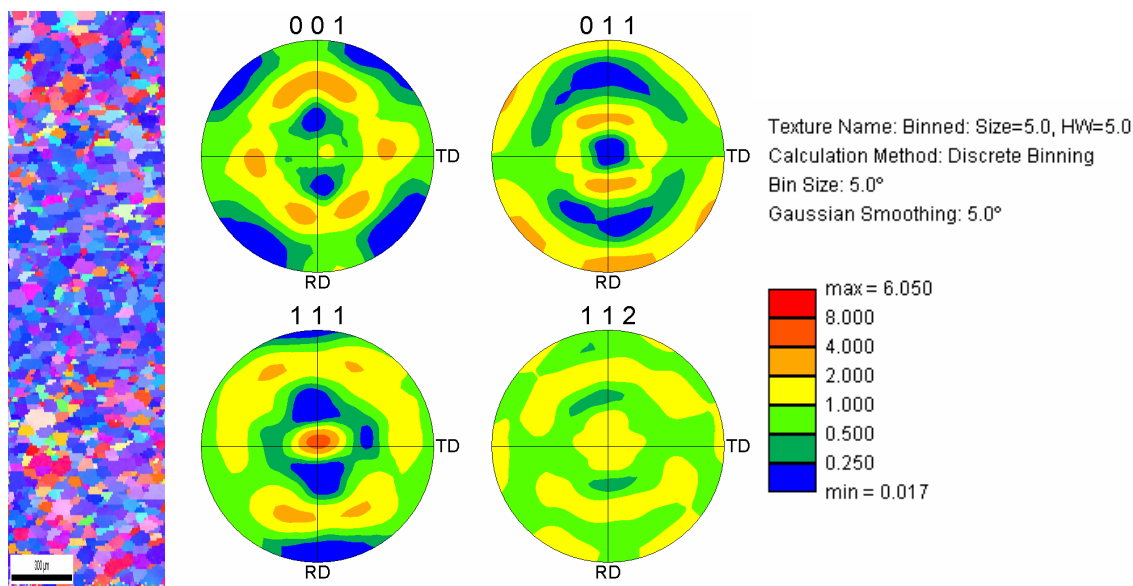 0 0 1
0 1 1
TD
TD
RD
RD
1 1 1
1 1 2
TD
TD
RD
RD
300 µm
Texture Name: Binned: Size=5.0, HW=5.0
Calculation Method: Discrete Binning
Bin Size: 5.0°
Gaussian Smoothing: 5.0°
max = 6.050
8.000
4.000
2.000
1.000
0.500
0.250
min = 0.017